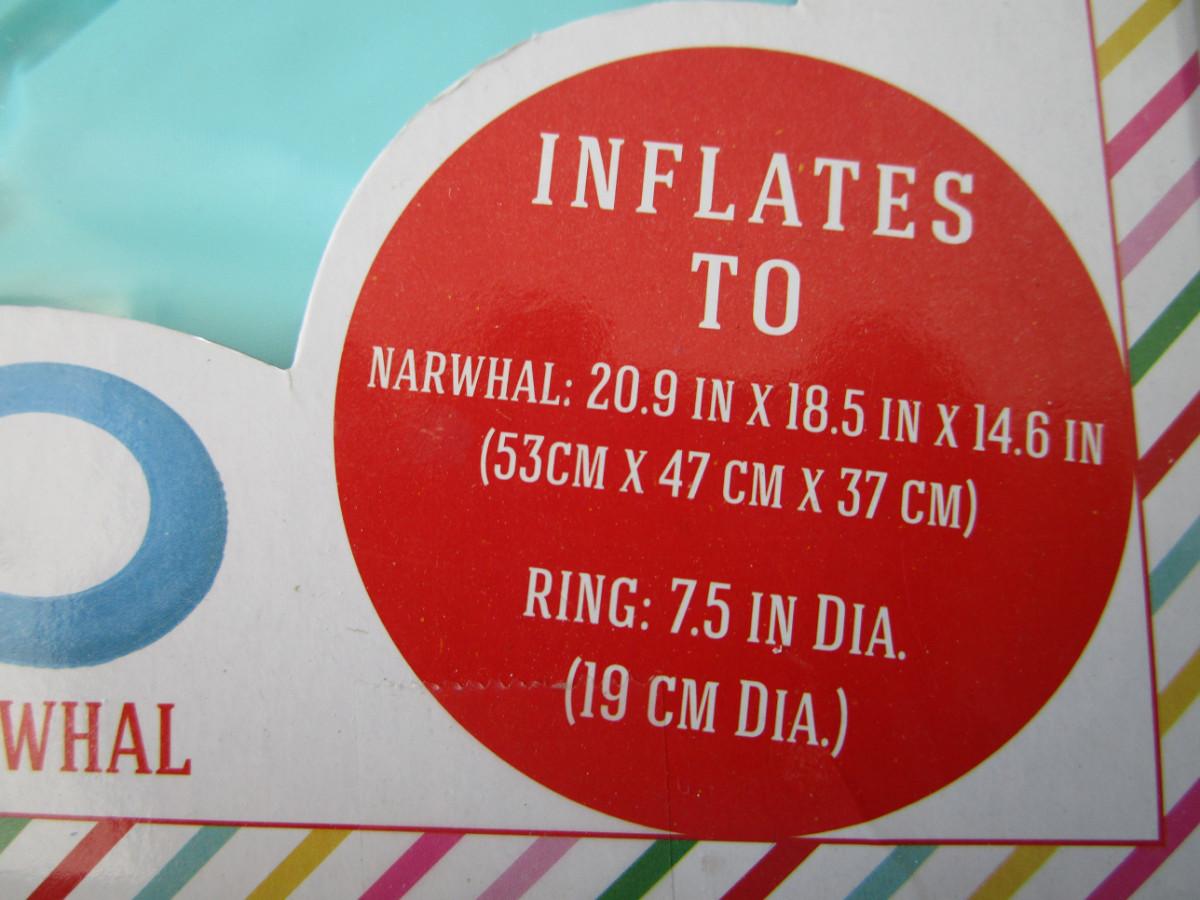 INFLATES
TO
NARWHAL: 20.9 IN X 18.5 IN X 14.6 IN
(53CM X 47 CM X 37 CM)
RING: 7.5 IN DIA.
(19 CM DIA.)
WHAL